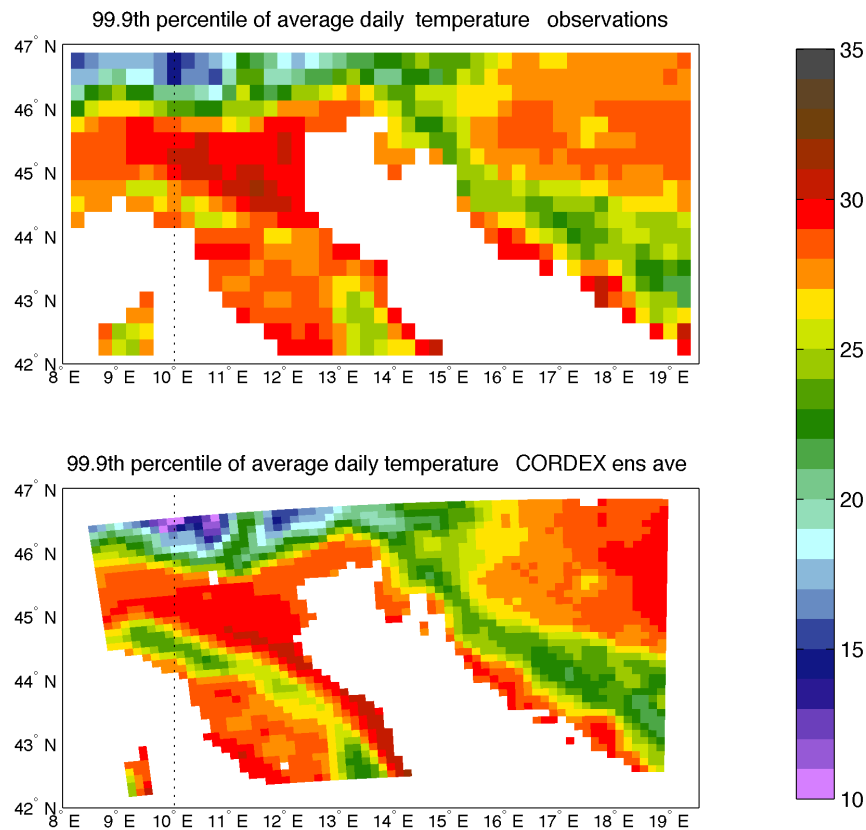 99.9th percentile of average daily temperature observations
47° N
46° N
45° N
44° N
43° N
42° N
8° E 9° E 10° E 11° E 12° E 13° E 14° E 15° E 16° E 17° E 18° E 19° E
99.9th percentile of average daily temperature CORDEX ens ave
47° N
46° N
45° N
44° N
43° N
42° N
8° E 9° E 10° E 11° E 12° E 13° E 14° E 15° E 16° E 17° E 18° E 19° E
35
30
25
20
15
10